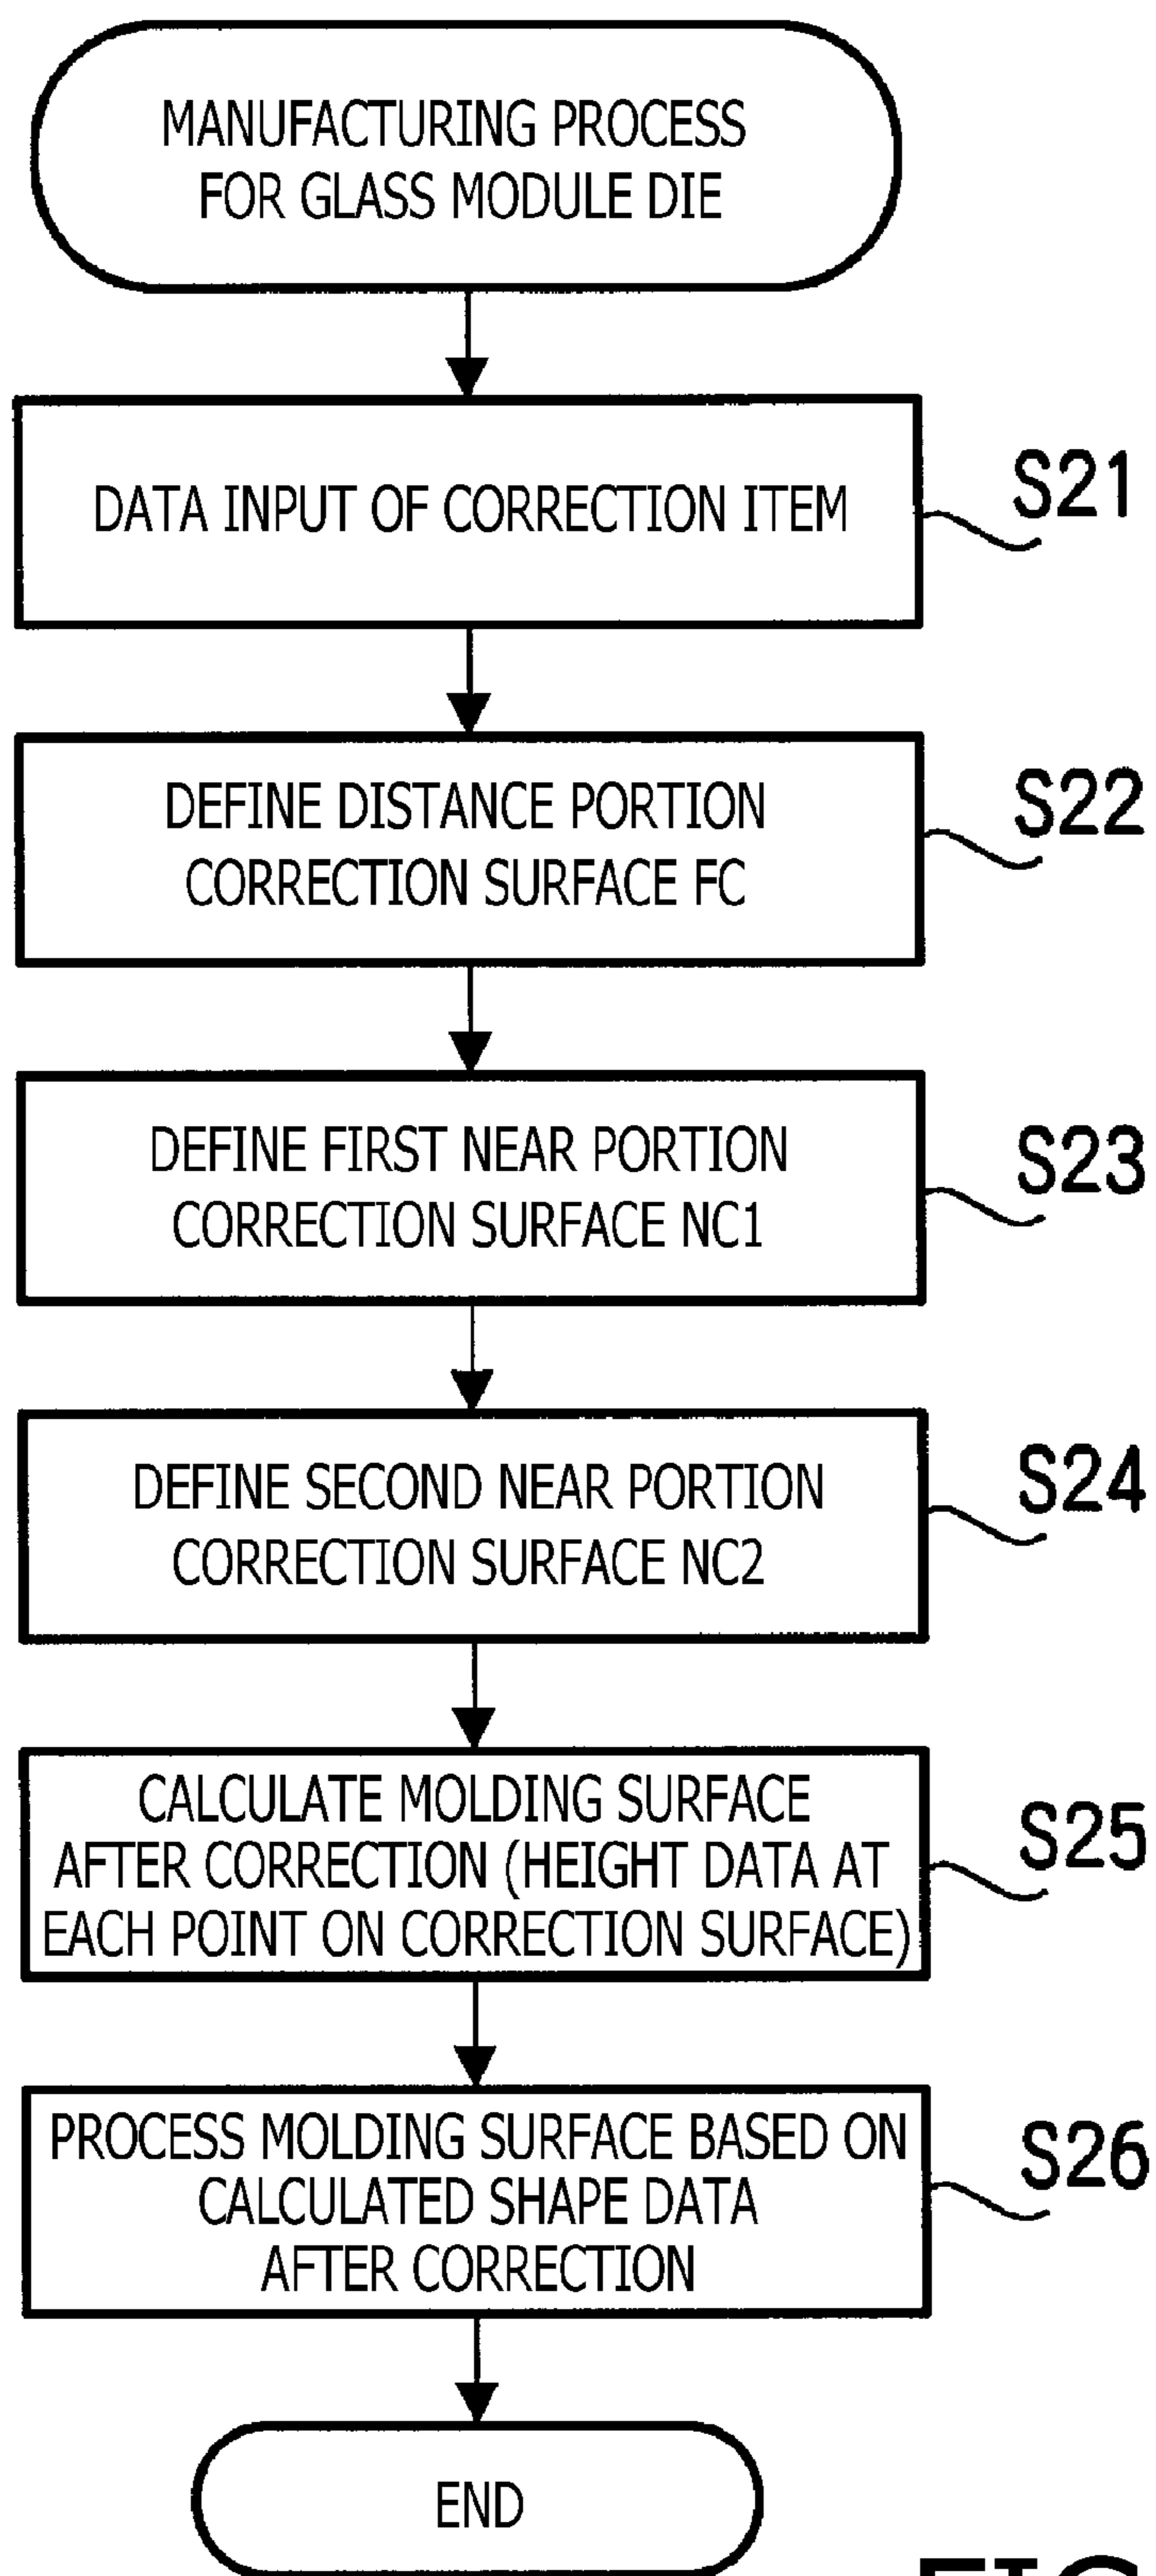 MANUFACTURING PROCESS
FOR GLASS MODULE DIE
DATA INPUT OF CORRECTION ITEM
S21
DEFINE DISTANCE PORTION
CORRECTION SURFACE FC
S22
DEFINE FIRST NEAR PORTION
CORRECTION SURFACE NC1
S23
DEFINE SECOND NEAR PORTION
CORRECTION SURFACE NC2
S24
CALCULATE MOLDING SURFACE
AFTER CORRECTION (HEIGHT DATA AT
EACH POINT ON CORRECTION SURFACE)
S25
PROCESS MOLDING SURFACE BASED ON
CALCULATED SHAPE DATA
AFTER CORRECTION
S26
END